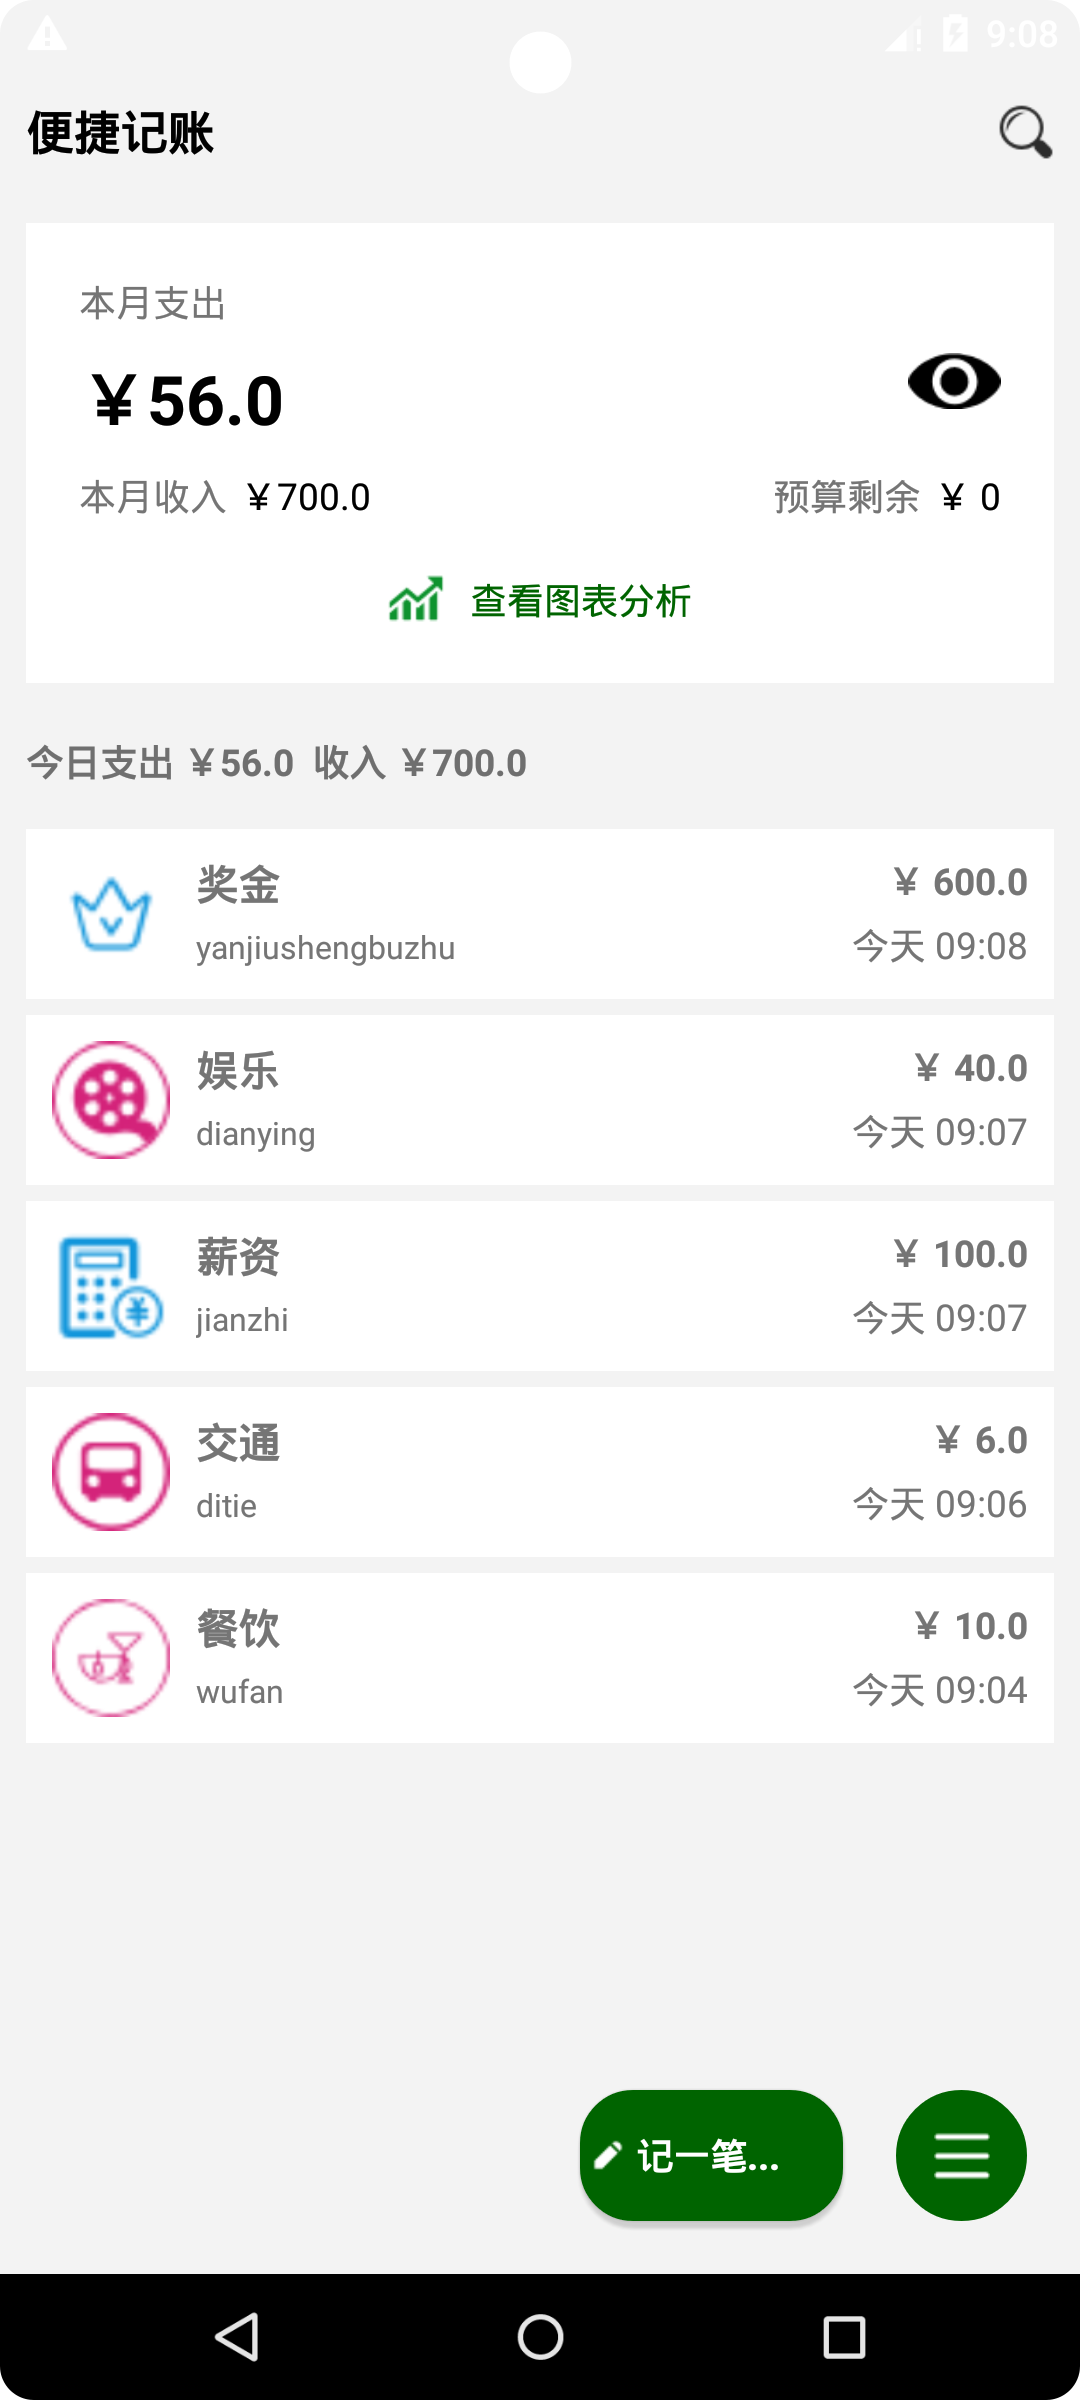 9:08
便捷记账
本月支出
￥56.0
本月收入 ￥700.0 预算剩余 ￥ 0
查看图表分析
今日支出 ￥56.0 收入 ￥700.0
奖金 ￥ 600.0
yanjiushengbuzhu 今天 09:08
娱乐 ￥ 40.0
dianying 今天 09:07
薪资 ￥ 100.0
jianzhi 今天 09:07
交通 ￥ 6.0
ditie 今天 09:06
餐饮 ￥ 10.0
wufan 今天 09:04
记一笔...